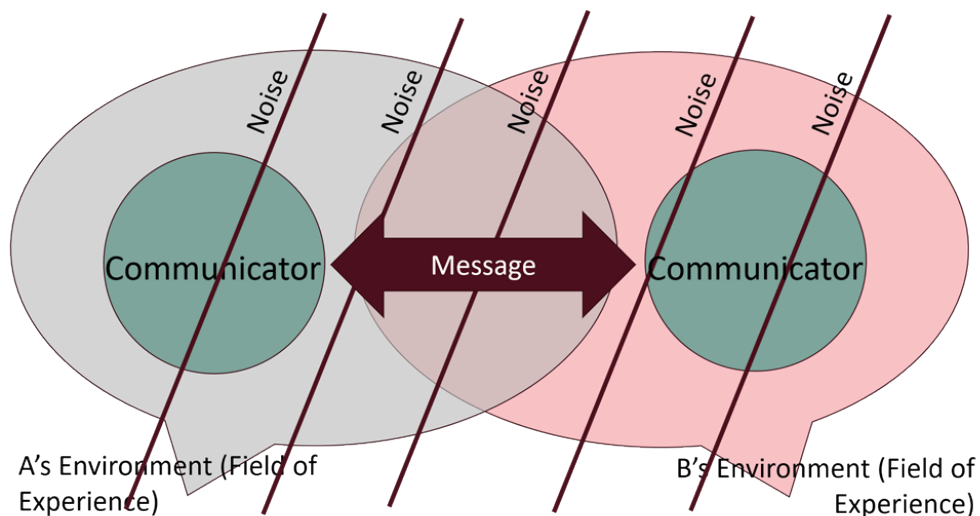 Noise
Noise
Noise
Noise
Noise
Communicator
Message
Communicator
A's Environment (Field of
Experience)
B's Environment (Field of
Experience)